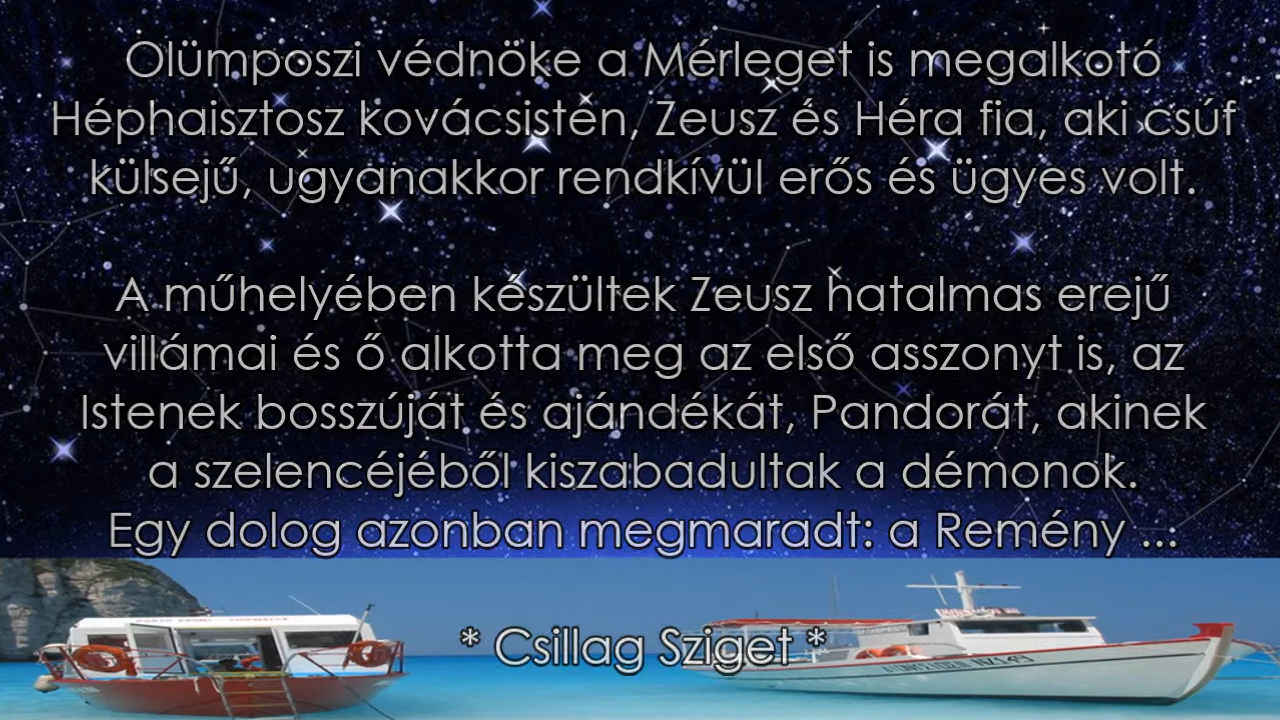 Olümposzi védnöke a Mérleget is megalkotó
Héphaisztosz kovácsisten, Zeusz és Héra fia, aki csúf
külsejű, ugyanakkor rendkívül erős és ügyes volt.
A műhelyében készültek Zeusz hatalmas erejű
villámai és ő alkotta meg az első asszonyt is, az
Istenek bosszúját és ajándékát, Pandorát, akinek
a szelencéjéből kiszabadultak a démonok.
Egy dolog azonban megmaradt: a Remény ...
* Csillag Sziget *